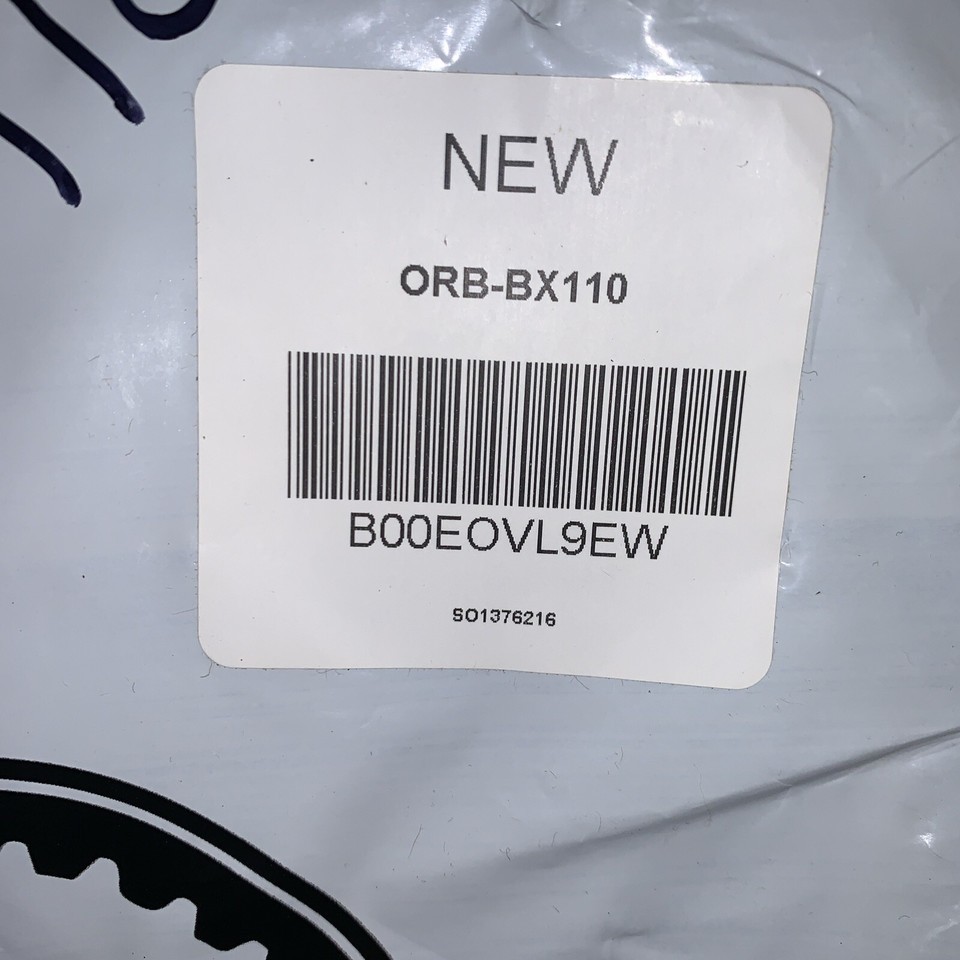 NEW
ORB-BX110
B00EOVL9EW
SO1376216